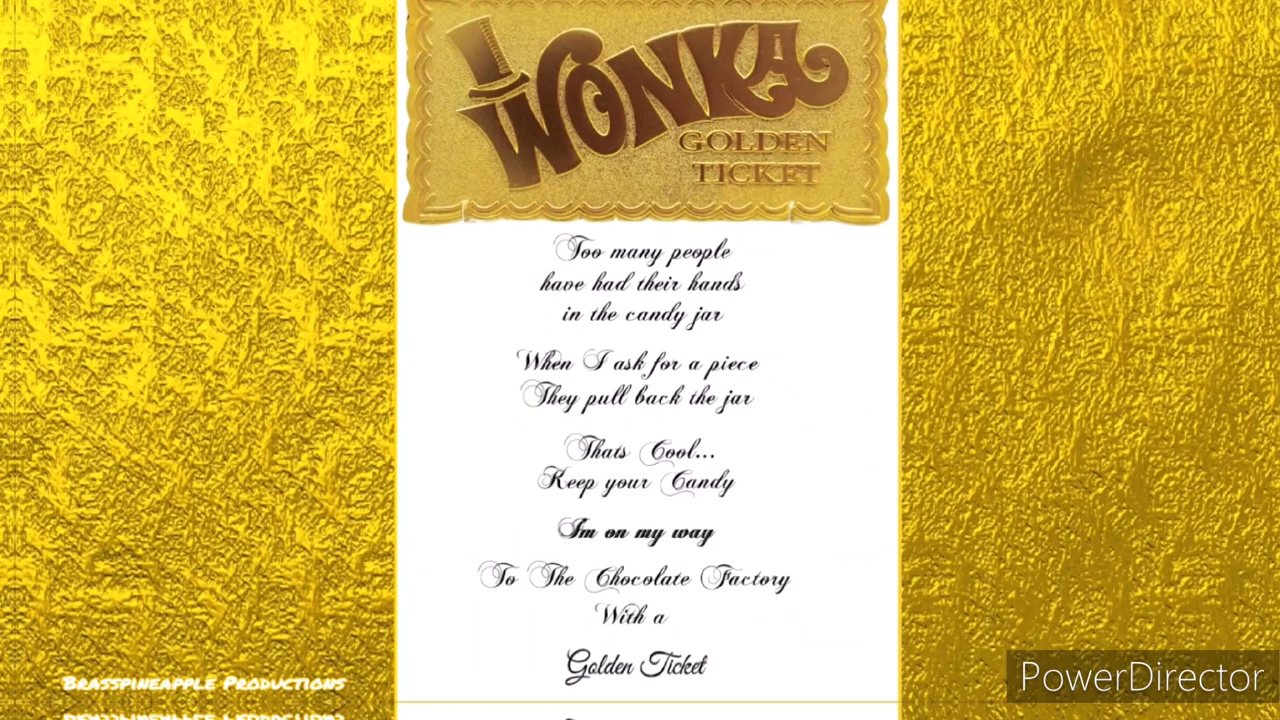 WONKA
GOLDEN
TICKET
Too many people
have had their hands
in the candy jar
When I ask for a piece
They pull back the jar
Thats Cool...
Keep your Candy
Im on my way
To The Chocolate Factory
With a
Golden Ticket
Brasspineapple Productions
PowerDirector